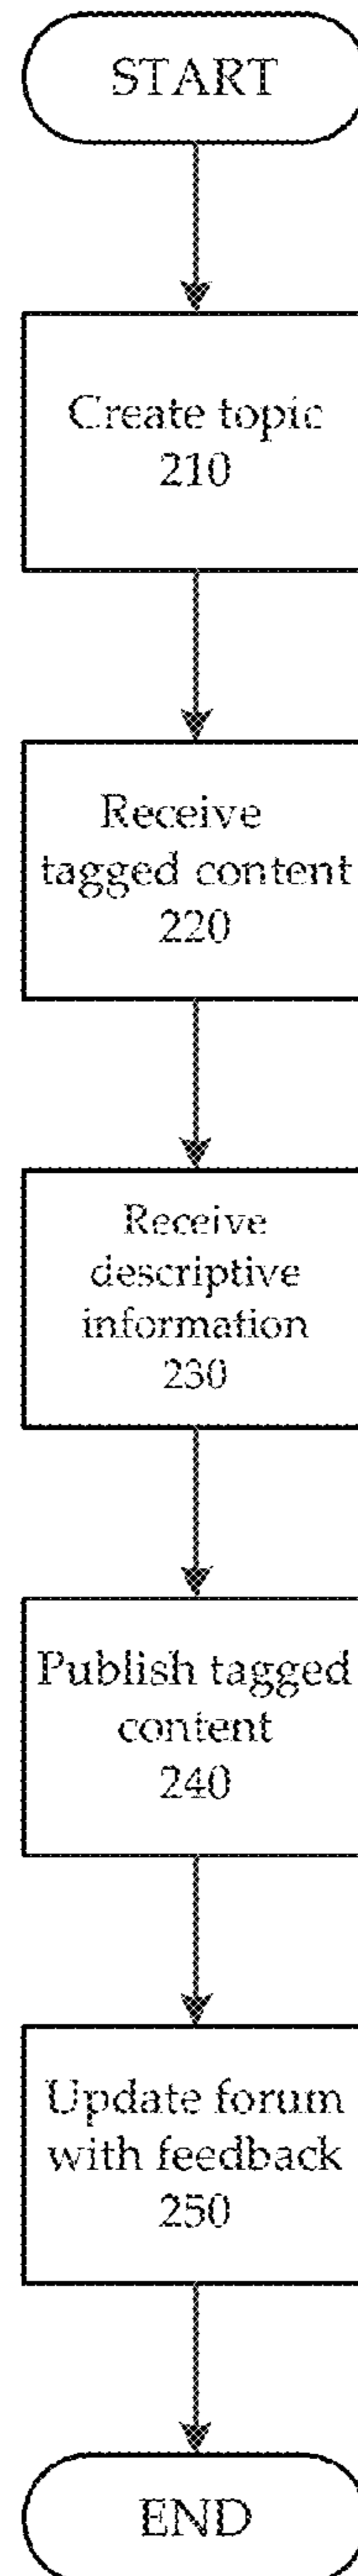 START
Create topic
210
Receive
tagged content
220
Receive
descriptive
information
230
Publish tagged
content
240
Update forum
with feedback
250
END